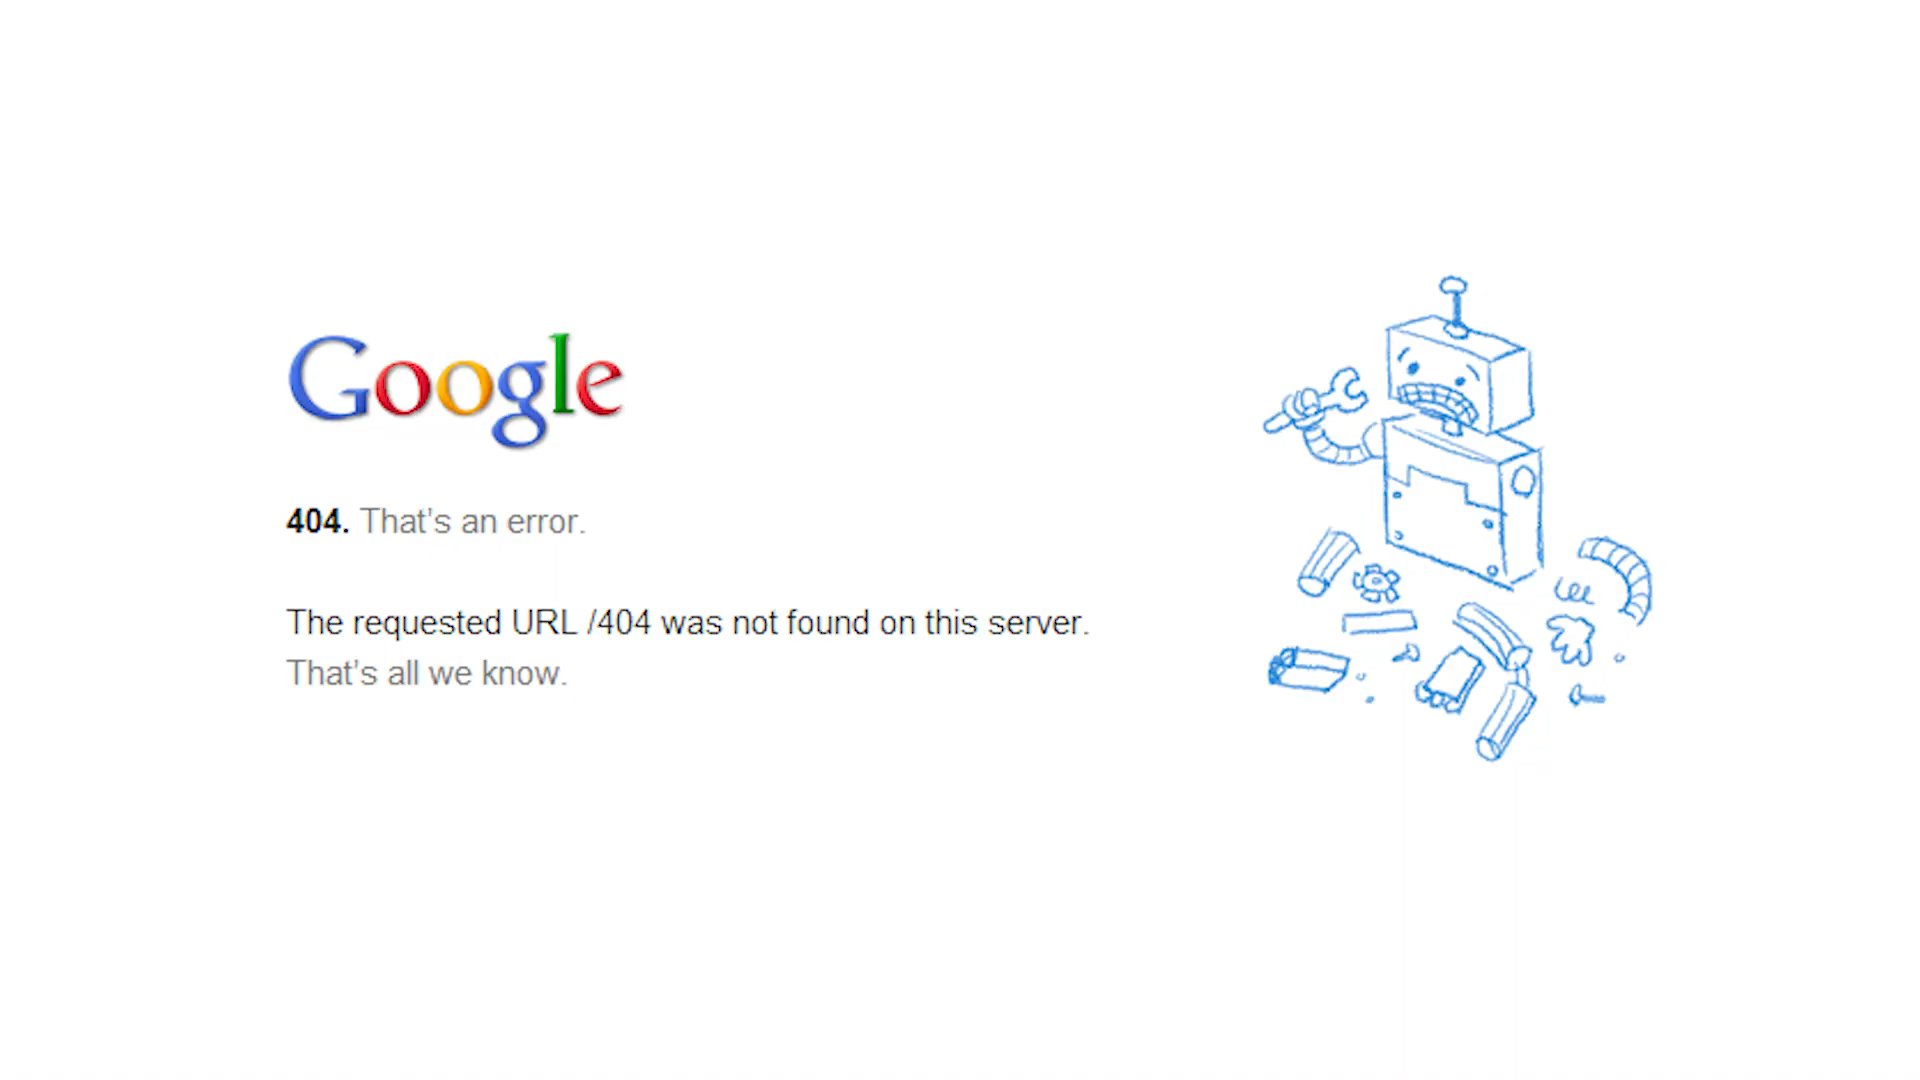 Google
404. That's an error.
The requested URL /404 was not found on this server.
That's all we know.